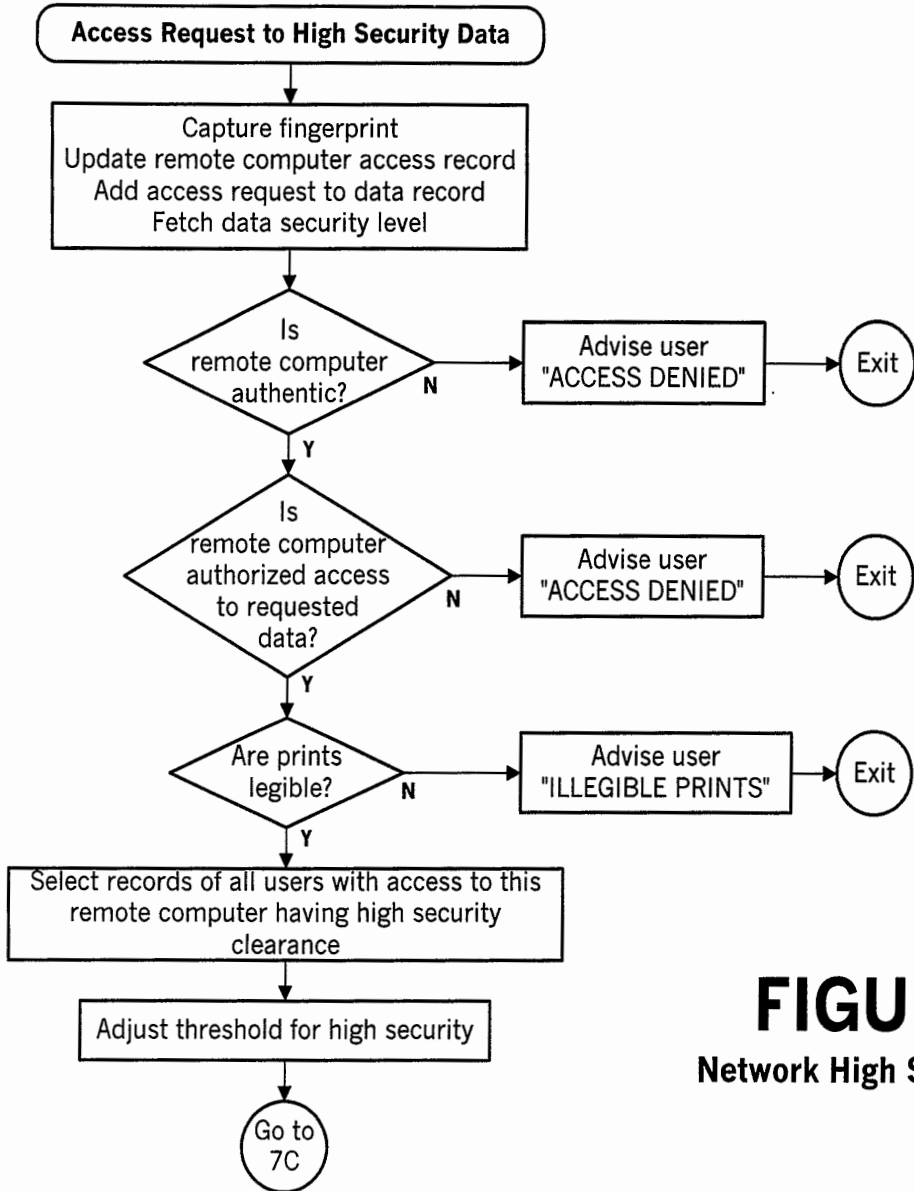 Access Request to High Security Data
Capture fingerprint
Update remote computer access record
Add access request to data record
Fetch data security level
Is
remote computer
authentic?
N
Advise user
"ACCESS DENIED"
Exit
Y
Is
remote computer
authorized access
to requested
data?
N
Advise user
"ACCESS DENIED"
Exit
Y
Are prints
legible?
N
Advise user
"ILLEGIBLE PRINTS"
Exit
Y
Select records of all users with access to this
remote computer having high security
clearance
Adjust threshold for high security
Go to
7C
FIGU
Network High S